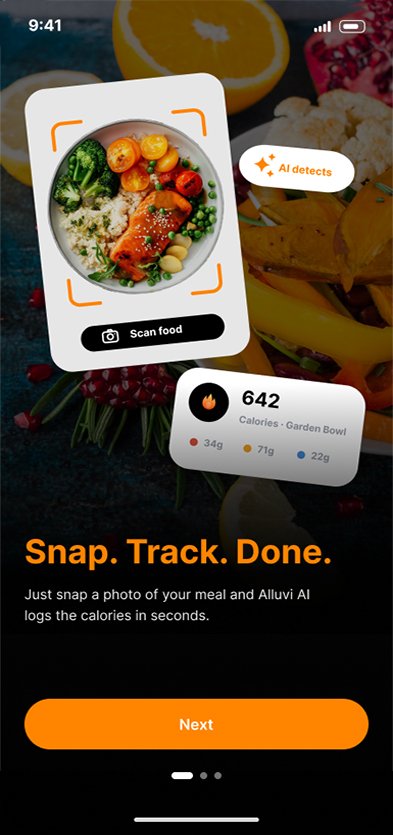 9:41
AI detects
Scan food
642
Calories · Garden Bowl
34g 71g 22g
Snap. Track. Done.
Just snap a photo of your meal and Alluvi AI
logs the calories in seconds.
Next